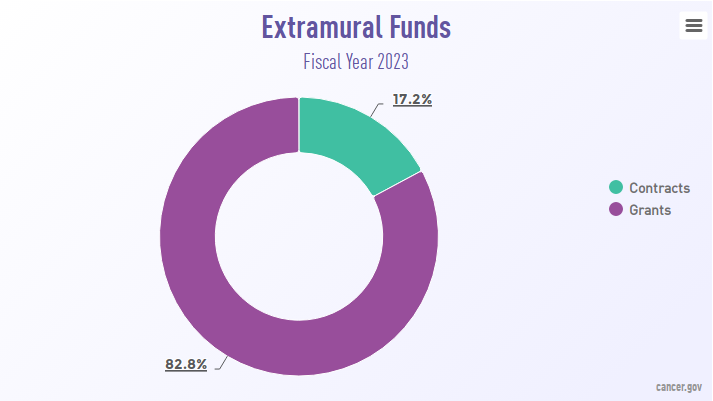 Extramural Funds
Fiscal Year 2023
17.2%
Contracts
Grants
82.8%
cancer.gov